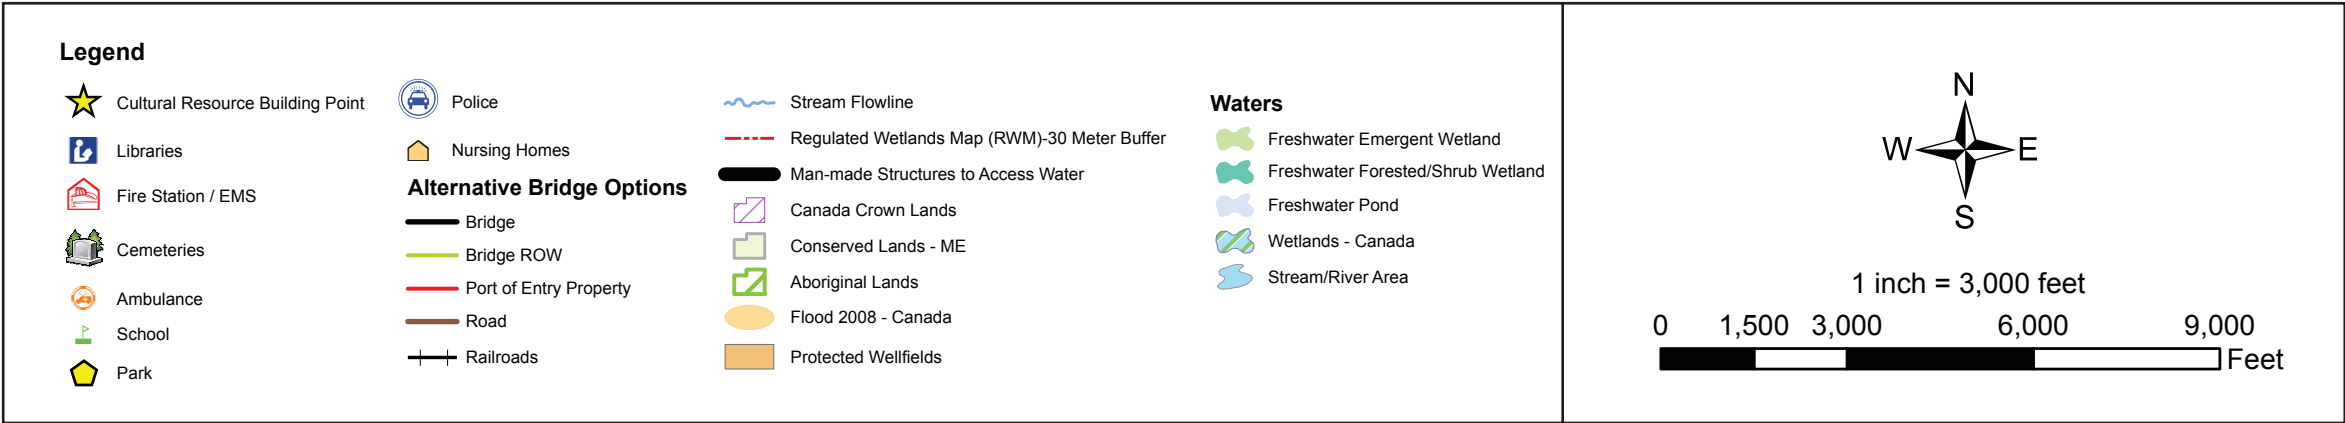 Legend
Cultural Resource Building Point
Libraries
Fire Station / EMS
Cemeteries
Ambulance
School
Park
Police
Nursing Homes
Alternative Bridge Options
Bridge
Bridge ROW
Port of Entry Property
Road
Railroads
Stream Flowline
Regulated Wetlands Map (RWM)-30 Meter Buffer
Man-made Structures to Access Water
Canada Crown Lands
Conserved Lands - ME
Aboriginal Lands
Flood 2008 - Canada
Protected Wellfields
Waters
Freshwater Emergent Wetland
Freshwater Forested/Shrub Wetland
Freshwater Pond
Wetlands - Canada
Stream/River Area
N
W E
S
1 inch = 3,000 feet
0 1,500 3,000 6,000 9,000
Feet